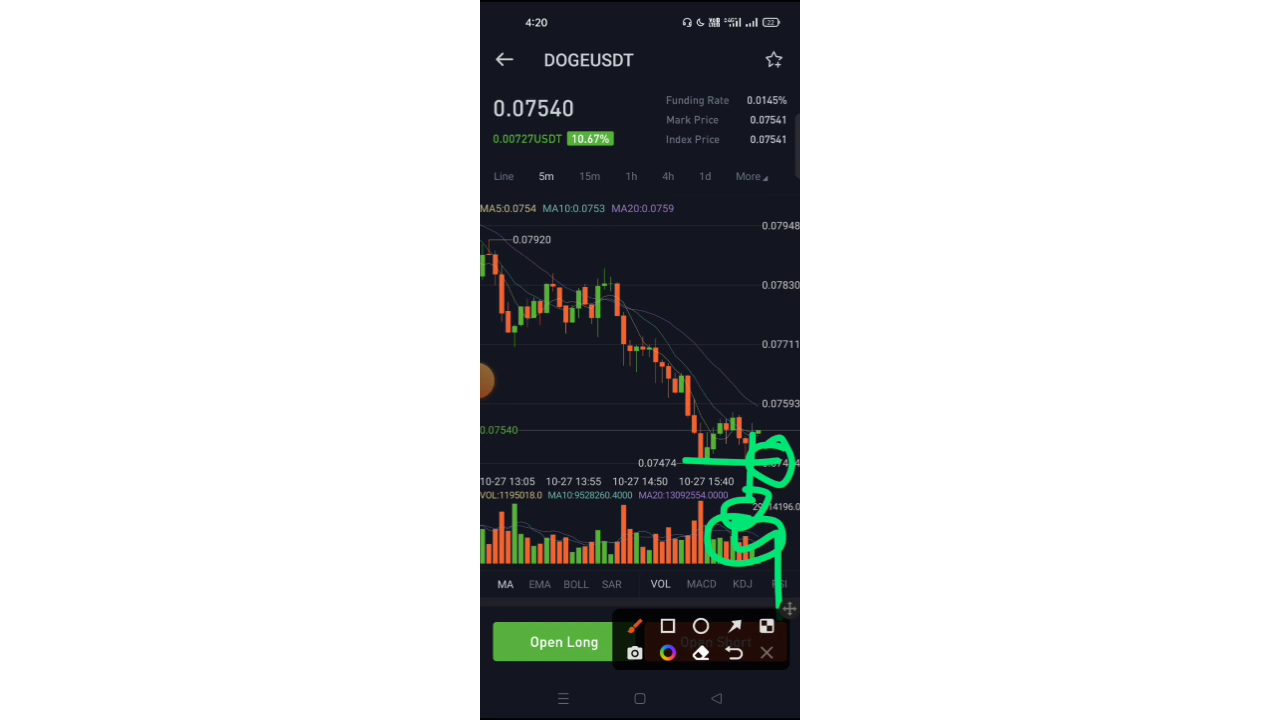 4:20
22
DOGEUSDT
0.07540
Funding Rate 0.0145%
Mark Price 0.07541
0.00727USDT 10.67%
Index Price 0.07541
Line 5m 15m 1h 4h 1d More
MA5:0.0754 MA10:0.0753 MA20:0.0759
0.07948
0.07920
0.07830
0.07711
0.07593
0.07540
0.07474
10-27 13:05 10-27 13:55 10-27 14:50 10-27 15:40
VOL:1195018.0 MA10:9528260.4000 MA20:13092554.0000
MA EMA BOLL SAR VOL MACD KDJ
Open Long Open Short